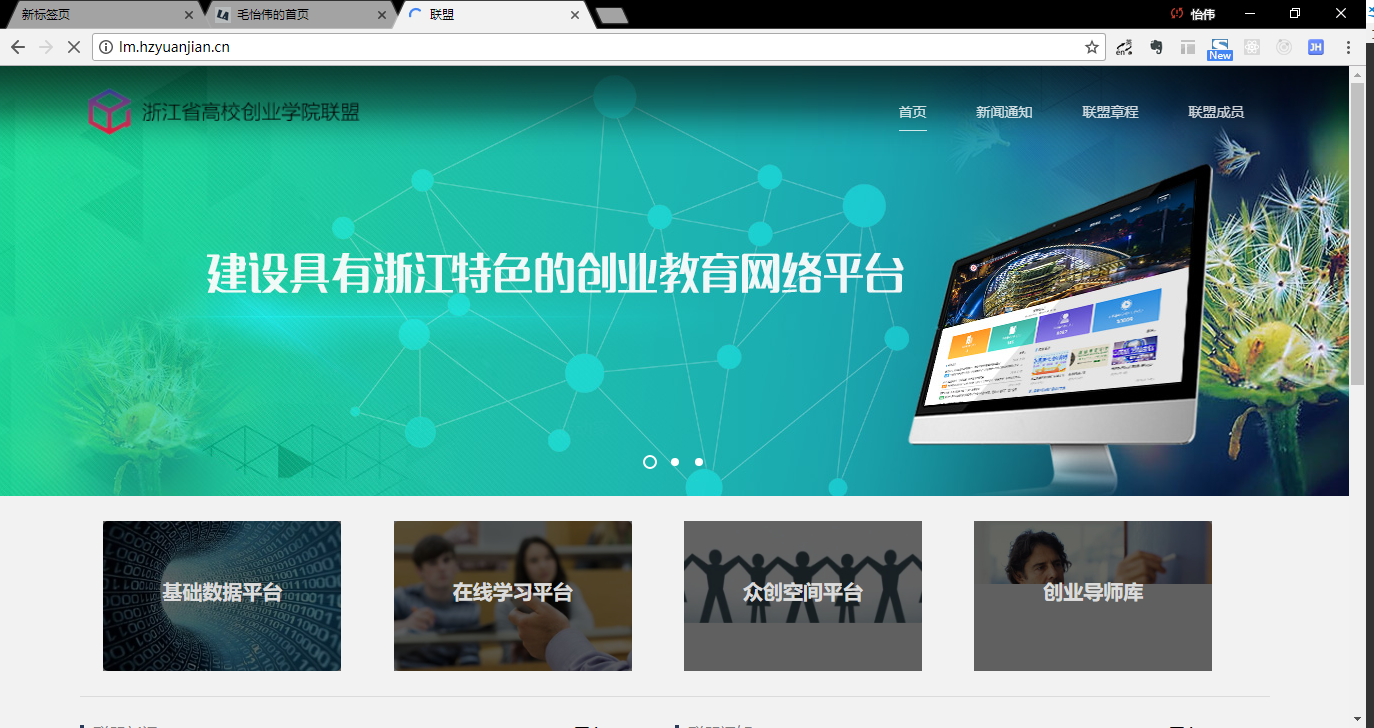 新标签页
毛怡伟的首页
联盟
怡伟
lm.hzyuanjian.cn
New
JH
浙江省高校创业学院联盟
首页
新闻通知
联盟章程
联盟成员
建设具有浙江特色的创业教育网络平台
基础数据平台
在线学习平台
众创空间平台
创业导师库